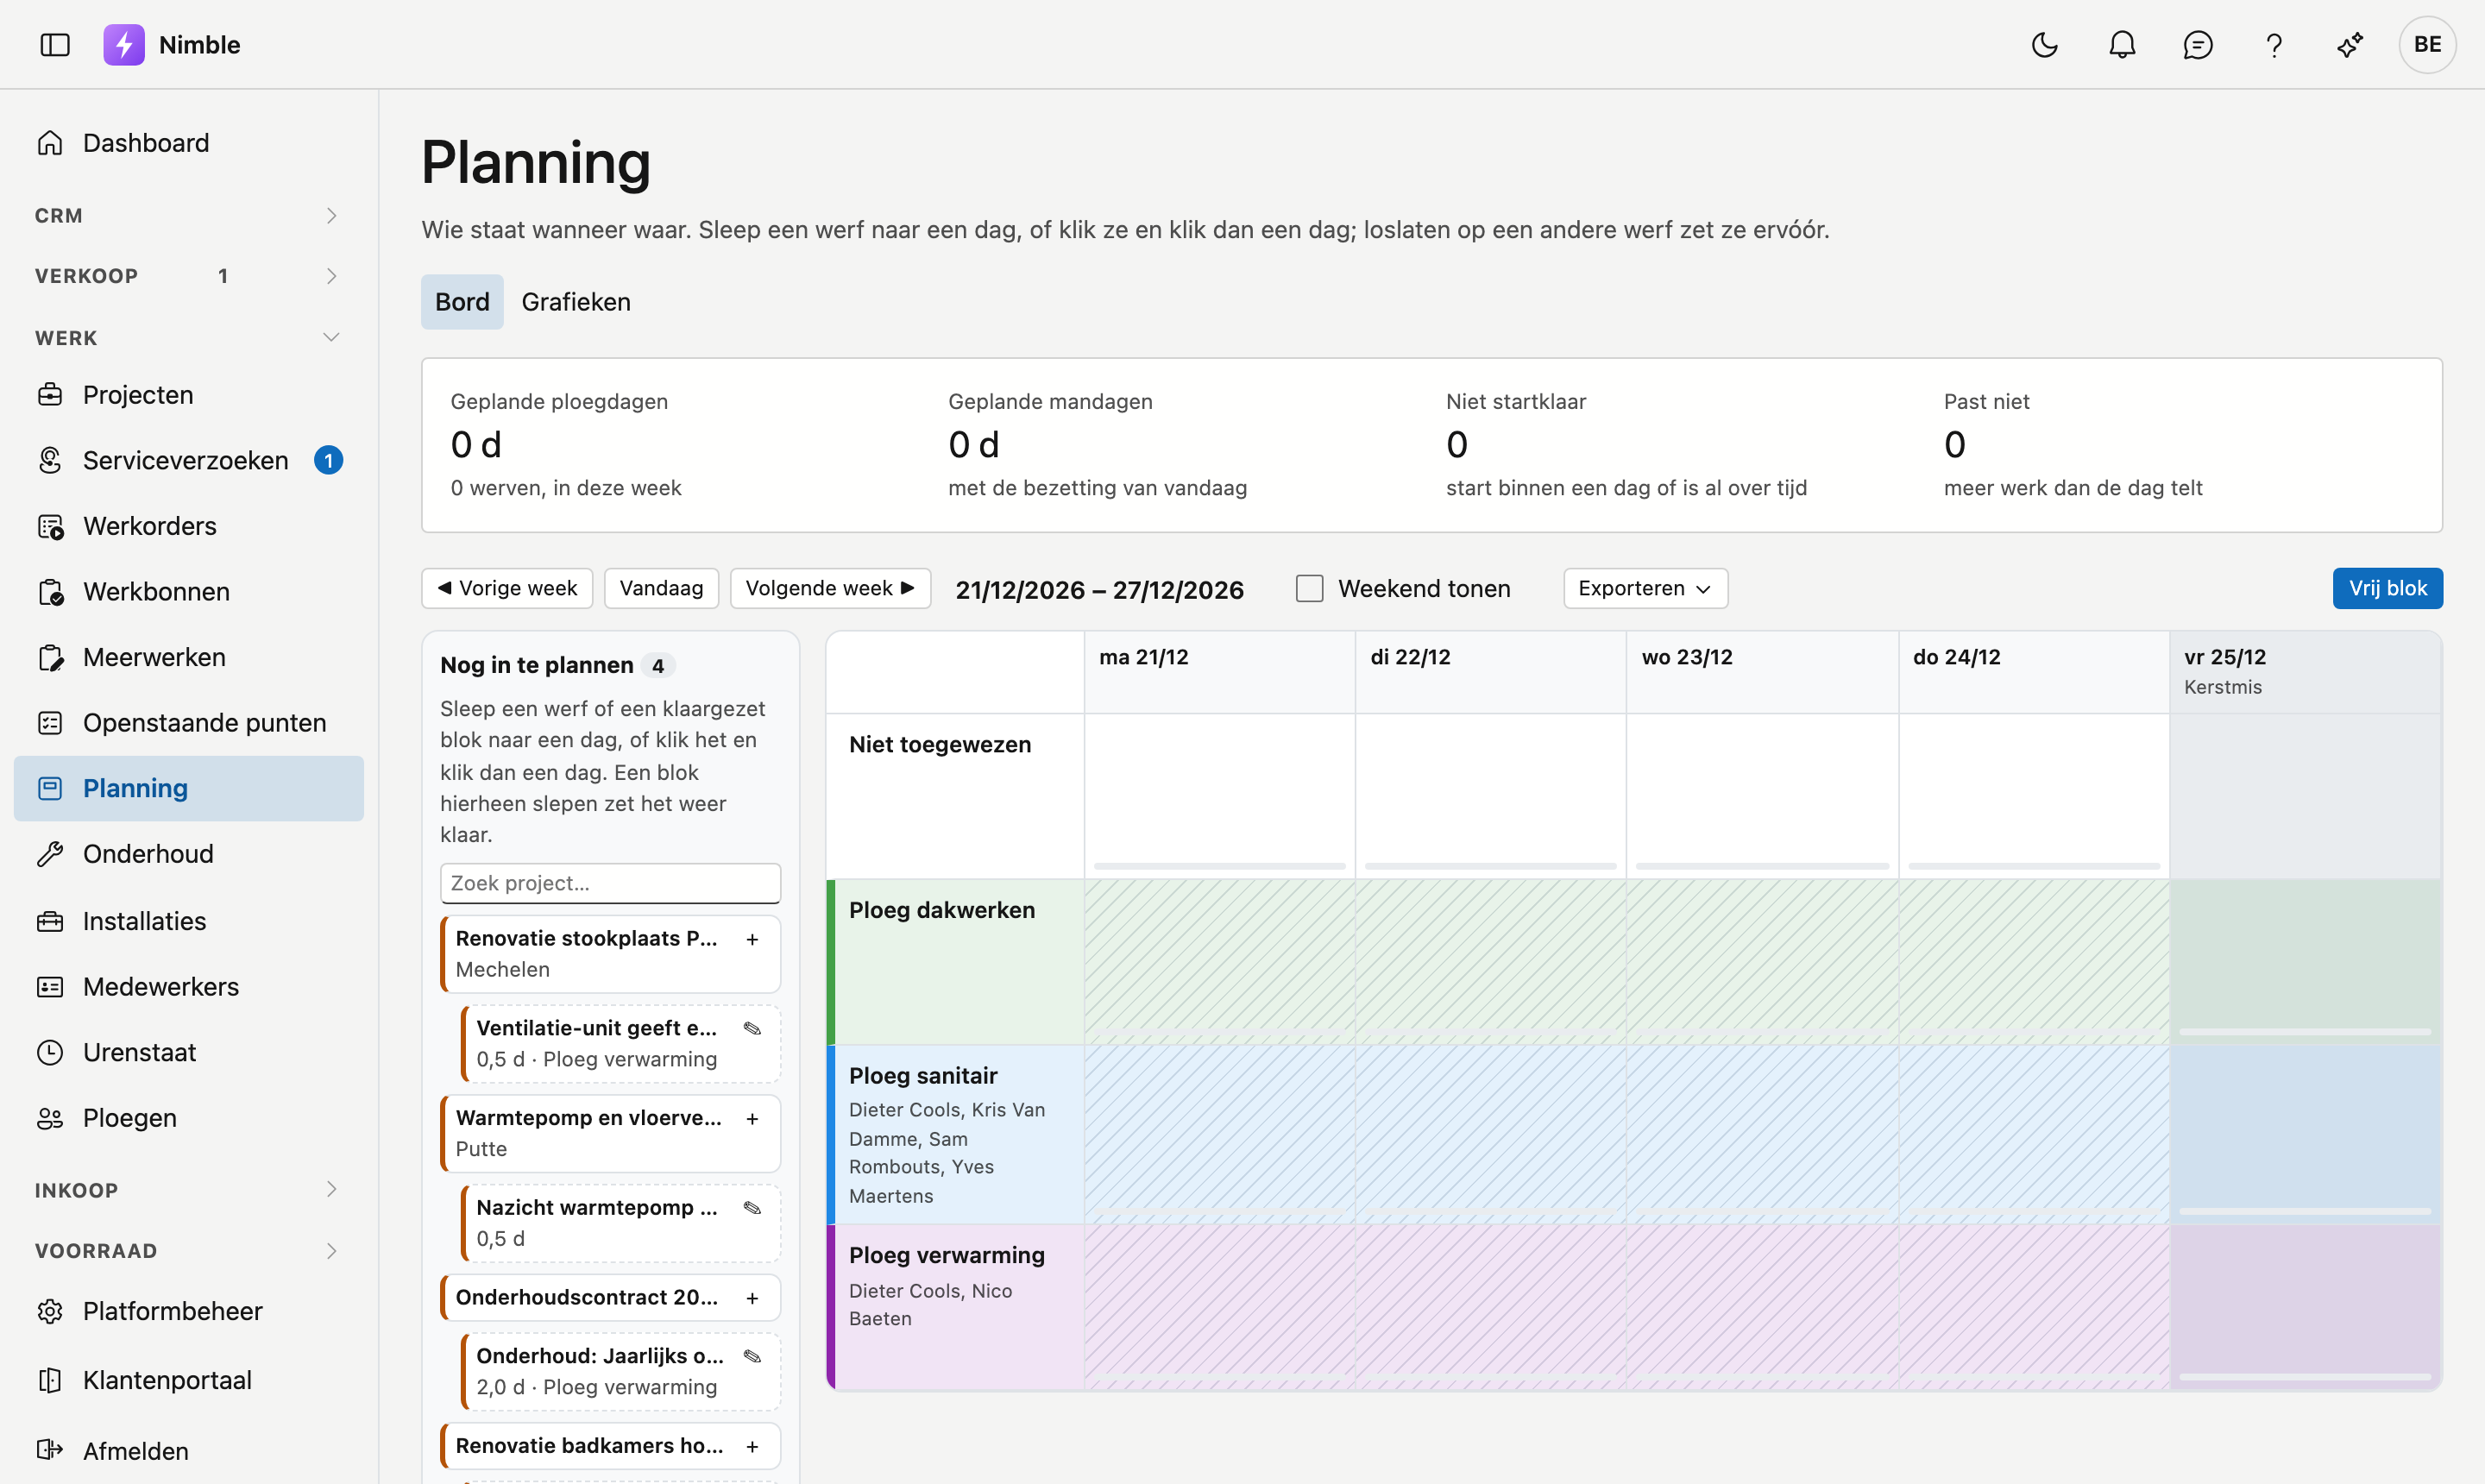 Nimble
BE
Dashboard
CRM
VERKOOP 1
WERK
Projecten
Serviceverzoeken 1
Werkorders
Werkbonnen
Meerwerken
Openstaande punten
Planning
Onderhoud
Installaties
Medewerkers
Urenstaat
Ploegen
INKOOP
VOORRAAD
Platformbeheer
Klantenportaal
Afmelden
Planning
Wie staat wanneer waar. Sleep een werf naar een dag, of klik ze en klik dan een dag; loslaten op een andere werf zet ze ervóór.
Bord Grafieken
Geplande ploegdagen
0 d
0 werven, in deze week
Geplande mandagen
0 d
met de bezetting van vandaag
Niet startklaar
0
start binnen een dag of is al over tijd
Past niet
0
meer werk dan de dag telt
Vorige week Vandaag Volgende week 21/12/2026 – 27/12/2026 Weekend tonen Exporteren Vrij blok
Nog in te plannen 4
Sleep een werf of een klaargezet
blok naar een dag, of klik het en
klik dan een dag. Een blok
hierheen slepen zet het weer
klaar.
Zoek project...
Renovatie stookplaats P... +
Mechelen
Ventilatie-unit geeft e...
0,5 d · Ploeg verwarming
Warmtepomp en vloerve... +
Putte
Nazicht warmtepomp ...
0,5 d
Onderhoudscontract 20... +
Onderhoud: Jaarlijks o...
2,0 d · Ploeg verwarming
Renovatie badkamers ho... +
ma 21/12 di 22/12 wo 23/12 do 24/12 vr 25/12
Kerstmis
Niet toegewezen
Ploeg dakwerken
Ploeg sanitair
Dieter Cools, Kris Van
Damme, Sam
Rombouts, Yves
Maertens
Ploeg verwarming
Dieter Cools, Nico
Baeten